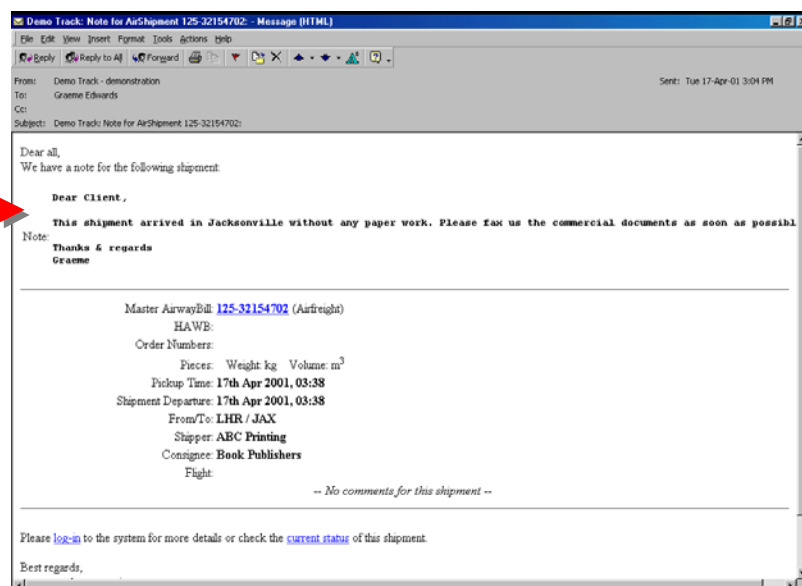 Demo Track: Note for AirShipment 125-32154702: - Message (HTML)
File Edit View Insert Format Tools Actions Help
Reply Reply to All Forward
From: Demo Track - demonstration Sent: Tue 17-Apr-01 3:04 PM
To: Graeme Edwards
Cc:
Subject: Demo Track: Note for AirShipment 125-32154702:
Dear all,
We have a note for the following shipment:
Dear Client,
This shipment arrived in Jacksonville without any paper work. Please fax us the commercial documents as soon as possibl
Note:
Thanks & regards
Graeme
Master AirwayBill: 125-32154702 (Airfreight)
HAWB:
Order Numbers:
Pieces: Weight: kg Volume: m3
Pickup Time: 17th Apr 2001, 03:38
Shipment Departure: 17th Apr 2001, 03:38
From/To: LHR / JAX
Shipper: ABC Printing
Consignee: Book Publishers
Flight:
-- No comments for this shipment --
Please log-in to the system for more details or check the current status of this shipment.
Best regards,